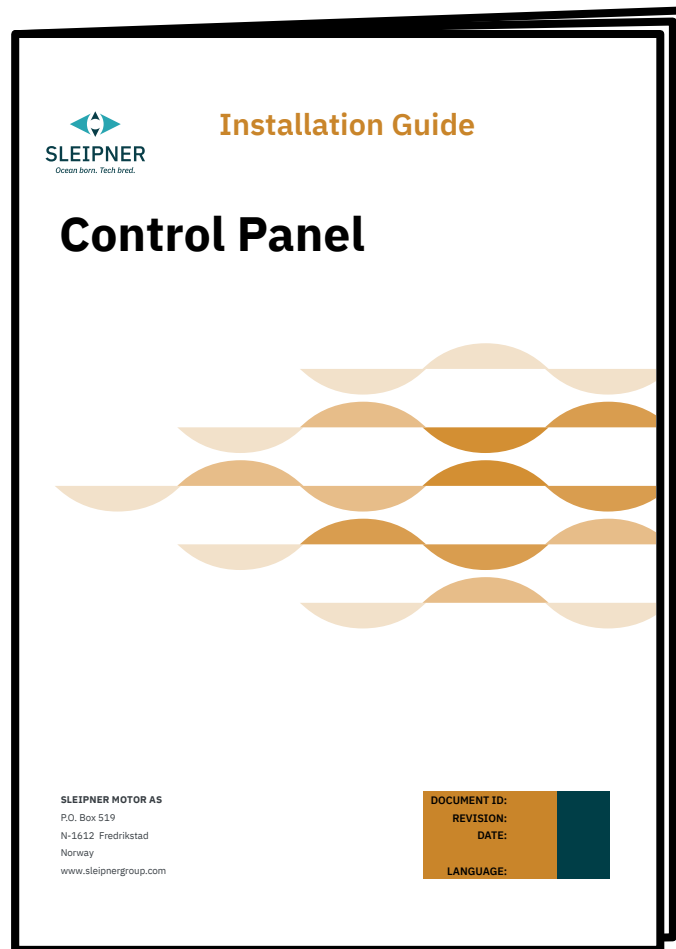 Installation Guide
SLEIPNER
Ocean born. Tech bred.
Control Panel
SLEIPNER MOTOR AS
P.O. Box 519
N-1612 Fredrikstad
Norway
www.sleipnergroup.com
DOCUMENT ID:
REVISION:
DATE:
LANGUAGE: